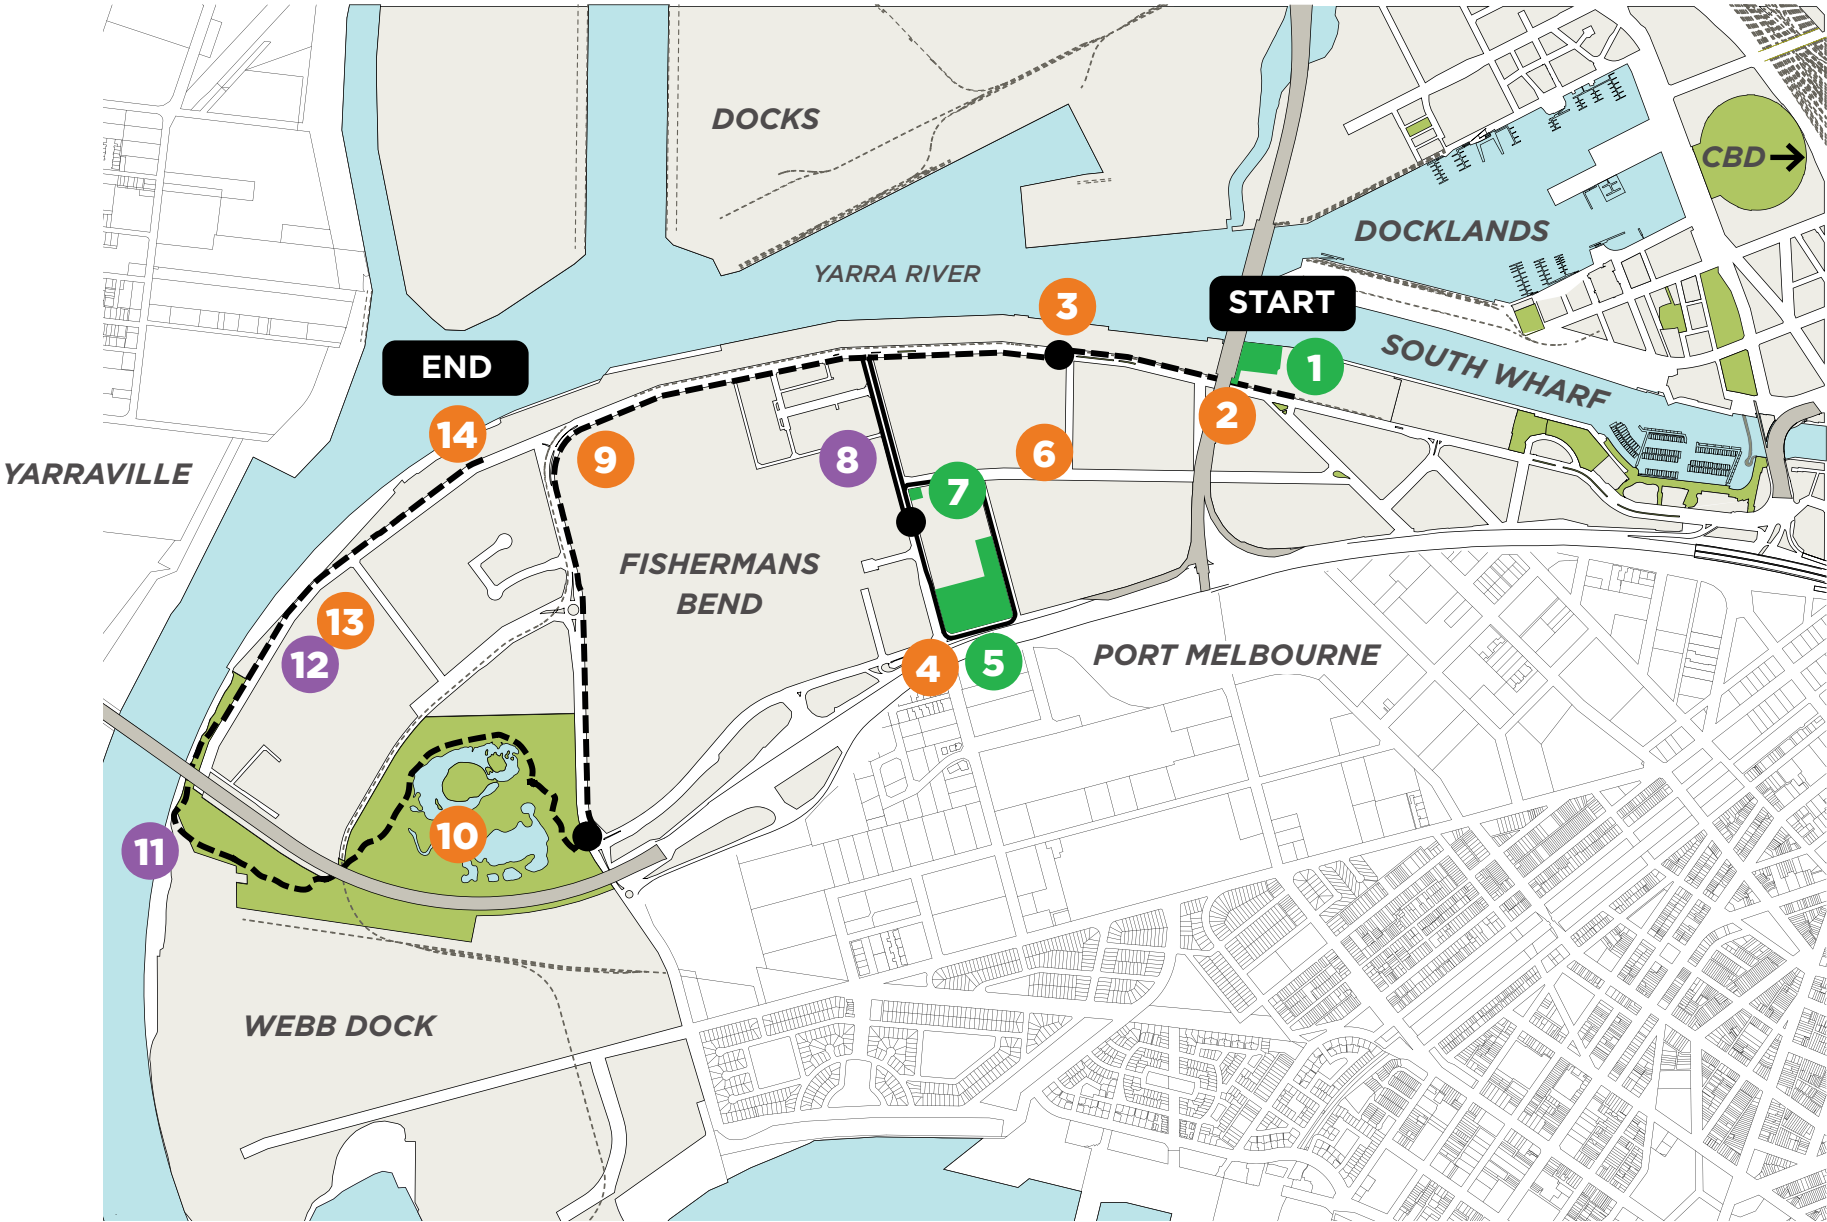 DOCKS
CBD
DOCKLANDS
YARRA RIVER
3
START
END
1
SOUTH WHARF
2
14
9
8
6
7
YARRAVILLE
FISHERMANS
BEND
13
12
4
5
PORT MELBOURNE
10
11
WEBB DOCK